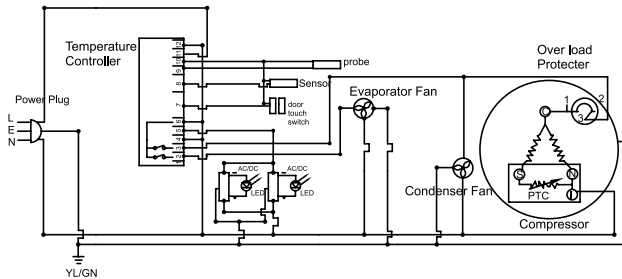 Temperature
Controller
12
11
10
9
8
7
6
5
4
3
2
probe
Sensor
door
touch
switch
Evaporator Fan
Over load
Protecter
1
2
3
C
Power Plug
L
E
N
AC/DC
LED
AC/DC
LED
Condenser Fan
S
N
PTC
L
Compressor
YL/GN